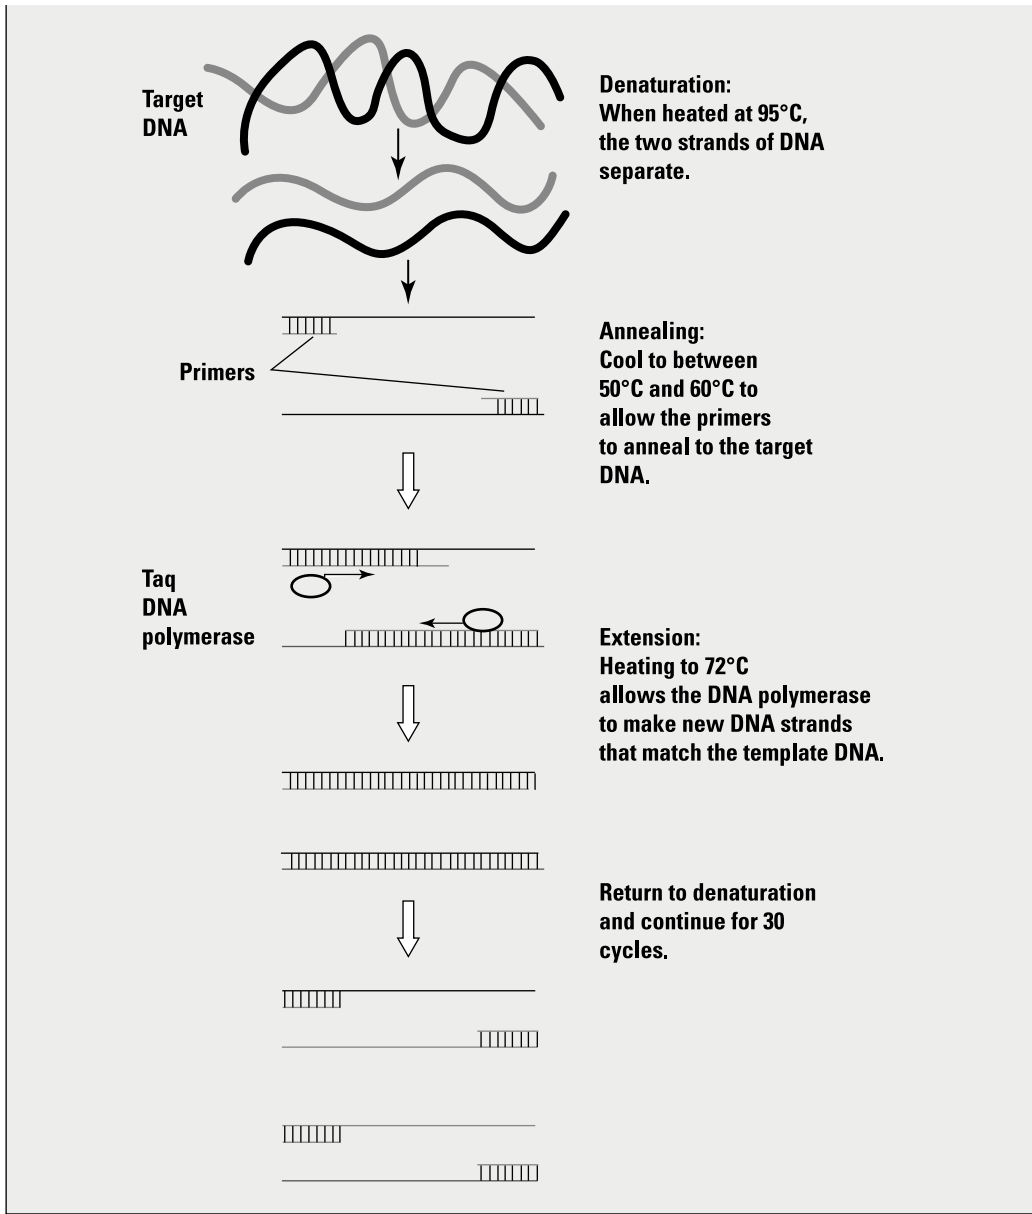 Target
DNA
Denaturation:
When heated at 95°C,
the two strands of DNA
separate.
Primers
Annealing:
Cool to between
50°C and 60°C to
allow the primers
to anneal to the target
DNA.
Taq
DNA
polymerase
Extension:
Heating to 72°C
allows the DNA polymerase
to make new DNA strands
that match the template DNA.
Return to denaturation
and continue for 30
cycles.